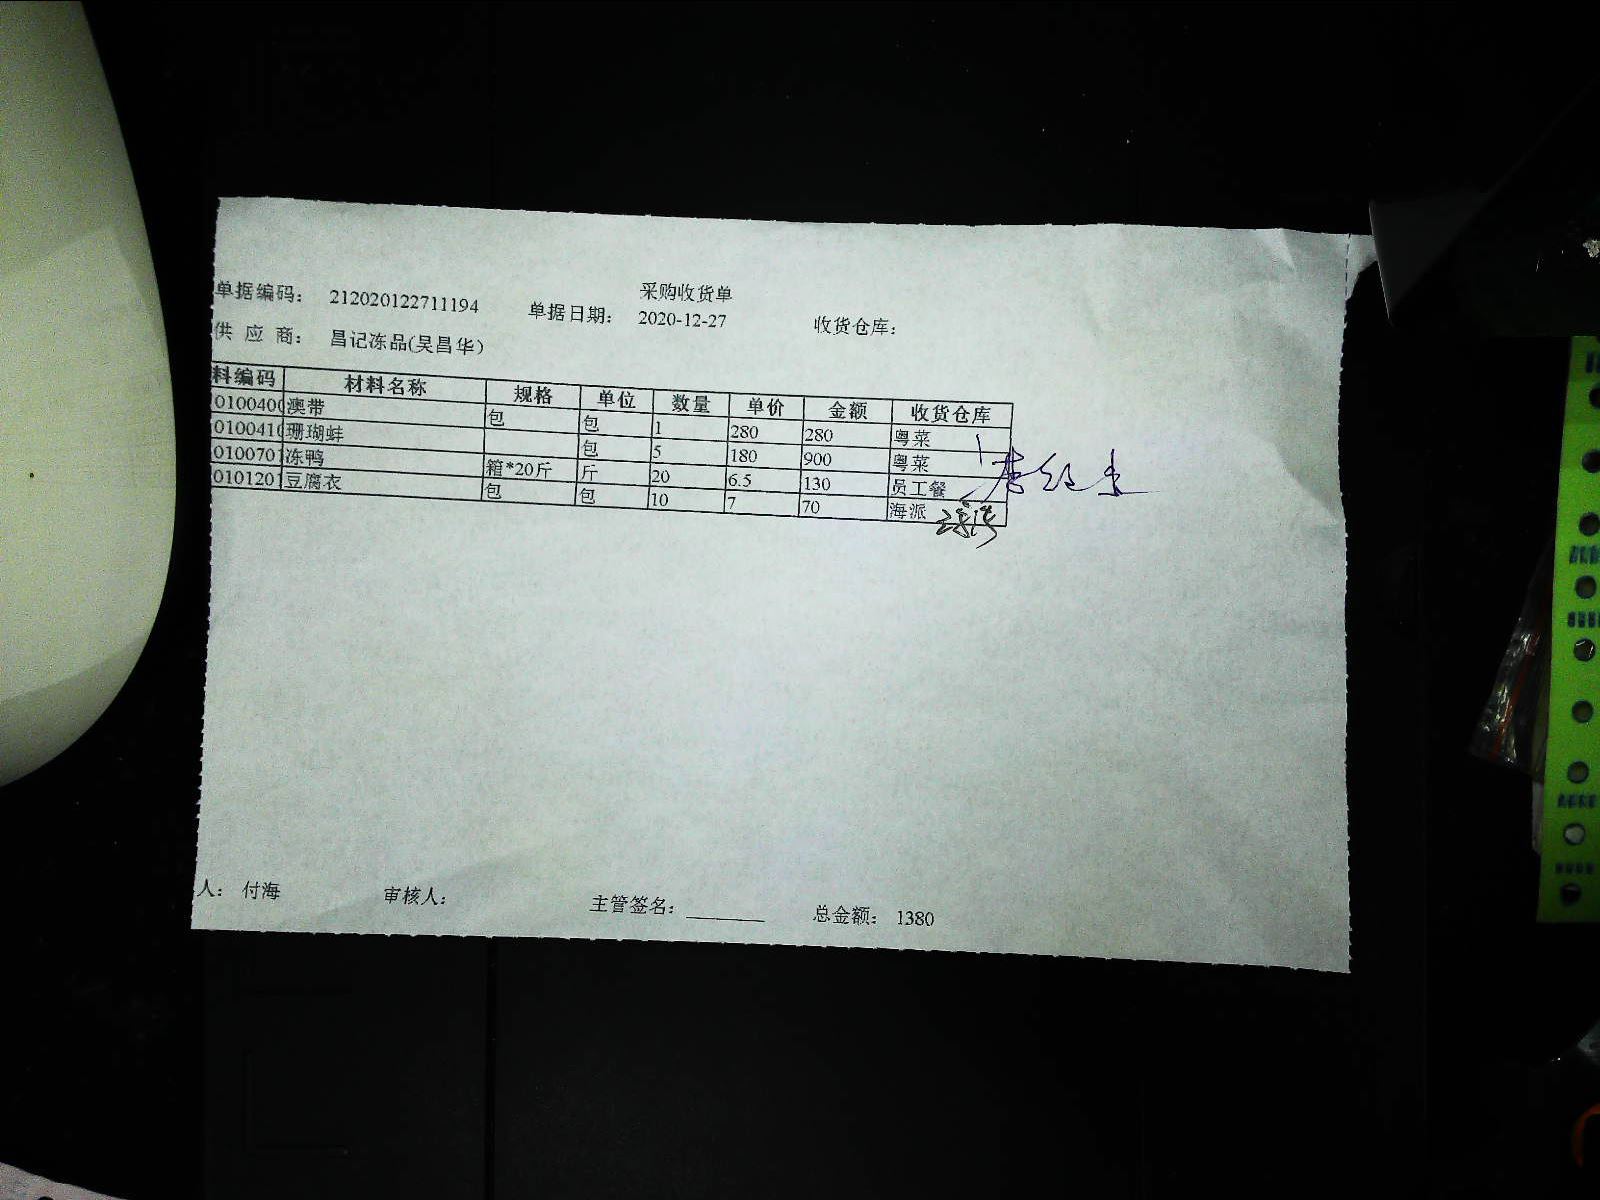 采购收货单
单据编码： 212020122711194 单据日期： 2020-12-27 收货仓库：
供 应 商： 昌记冻品(吴昌华)
料编码 材料名称 规格 单位 数量 单价 金额 收货仓库
010040 澳带 包 包 1 280 280 粤菜
010041 珊瑚蚌 包 5 180 900 粤菜
010070 冻鸭 箱*20斤 斤 20 6.5 130 员工餐
010120 豆腐衣 包 包 10 7 70 海派
人： 付海 审核人： 主管签名： 总金额： 1380